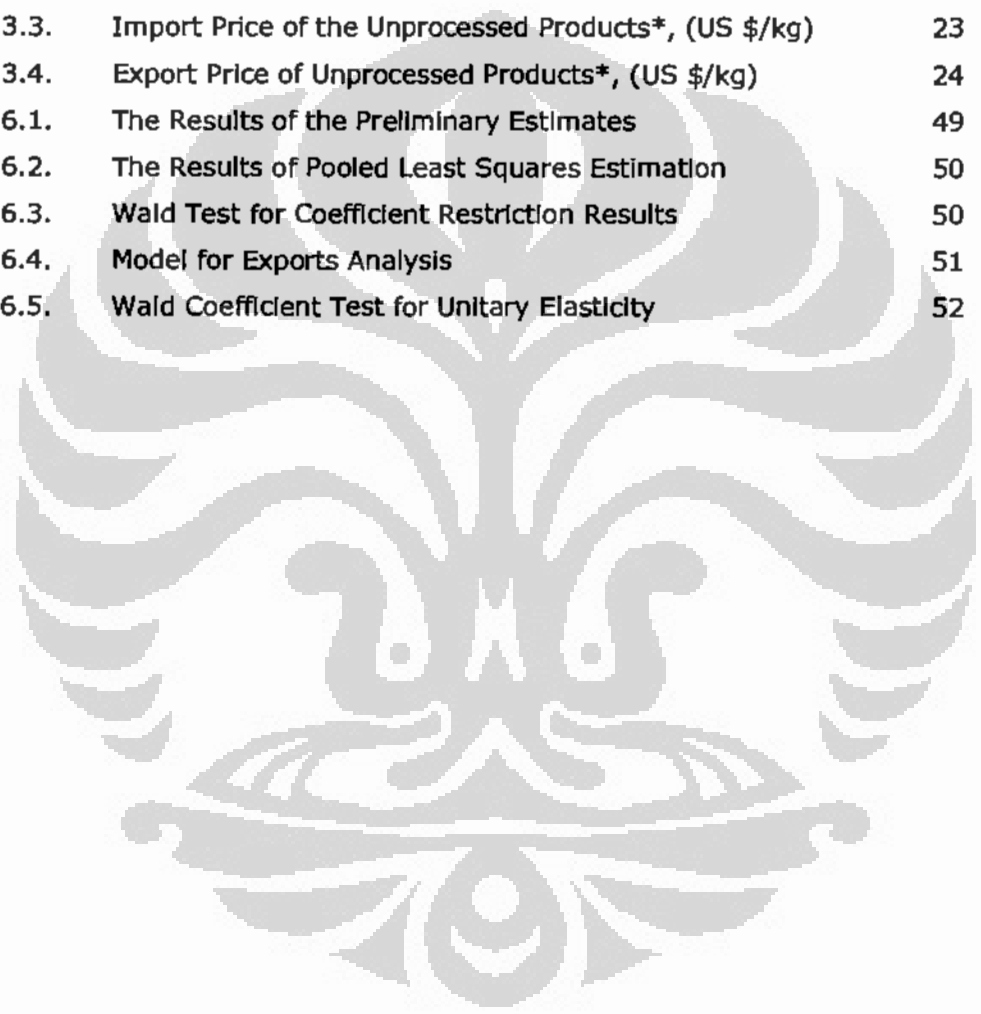 3.3. Import Price of the Unprocessed Products*, (US $/kg) 23
3.4. Export Price of Unprocessed Products*, (US $/kg) 24
6.1. The Results of the Preliminary Estimates 49
6.2. The Results of Pooled Least Squares Estimation 50
6.3. Wald Test for Coefficient Restriction Results 50
6.4. Model for Exports Analysis 51
6.5. Wald Coefficient Test for Unitary Elasticity 52